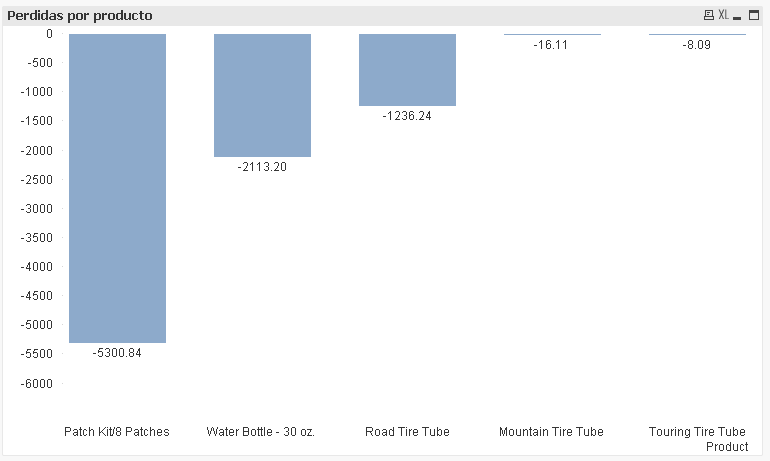 Perdidas por producto XL
0
-500
-1000
-1500
-2000
-2500
-3000
-3500
-4000
-4500
-5000
-5500
-6000
-5300.84
-2113.20
-1236.24
-16.11
-8.09
Patch Kit/8 Patches
Water Bottle - 30 oz.
Road Tire Tube
Mountain Tire Tube
Touring Tire Tube
Product